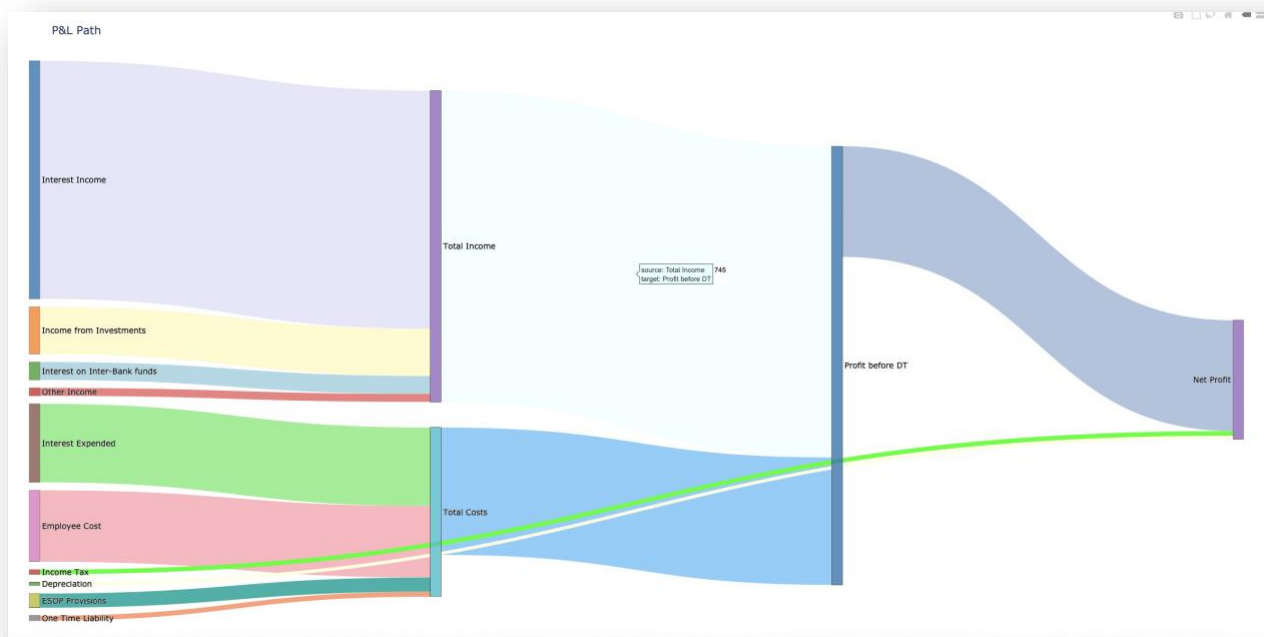 P&L Path
Interest Income
Total Income
source: Total Income 745
target: Profit before DT
Income from Investments
Profit before DT
Interest on Inter-Bank funds
Net Profit
Other Income
Interest Expended
Total Costs
Employee Cost
Income Tax
Depreciation
ESOP Provisions
One Time Liability